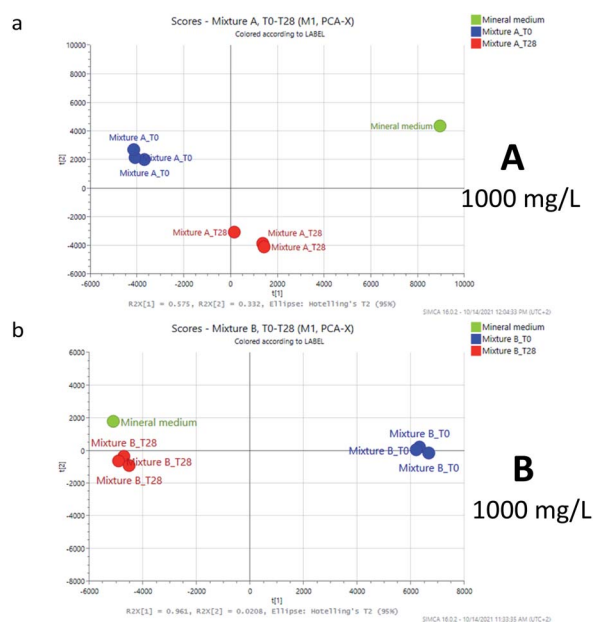 a
Scores - Mixture A, T0-T28 (M1, PCA-X)
Colored according to LABEL
Mineral medium
Mixture A_T0
Mixture A_T28
10000
8000
6000
4000
2000
0
-2000
-4000
-6000
t[2]
Mineral medium
Mixture A_T0
Mixture A_T0
Mixture A_T0
Mixture A_T28
Mixture A_T28
Mixture A_T28
-6000 -4000 -2000 0 2000 4000 6000 8000 10000
t[1]
R2X[1] = 0.575, R2X[2] = 0.332, Ellipse: Hotelling's T2 (95%)
SIMCA 16.0.2 - 10/14/2021 12:04:33 PM (UTC+2)
A
1000 mg/L
b
Scores - Mixture B, T0-T28 (M1, PCA-X)
Colored according to LABEL
Mineral medium
Mixture B_T0
Mixture B_T28
6000
4000
2000
0
-2000
-4000
-6000
-8000
t[2]
Mineral medium
Mixture B_T28
Mixture B_T28
Mixture B_T28
Mixture B_T0
Mixture B_T0
Mixture B_T0
-6000 -4000 -2000 0 2000 4000 6000 8000
t[1]
R2X[1] = 0.961, R2X[2] = 0.0208, Ellipse: Hotelling's T2 (95%)
SIMCA 16.0.2 - 10/14/2021 11:33:35 AM (UTC+2)
B
1000 mg/L